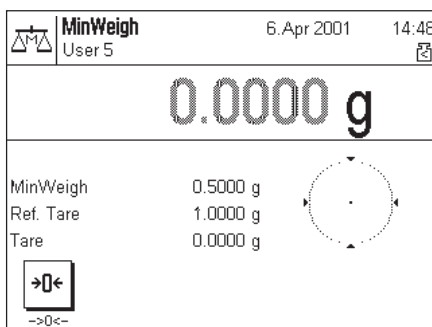 MinWeigh 6.Apr 2001 14:48
User 5
0.0000 g
MinWeigh 0.5000 g
Ref. Tare 1.0000 g
Tare 0.0000 g
→0←
->0<-